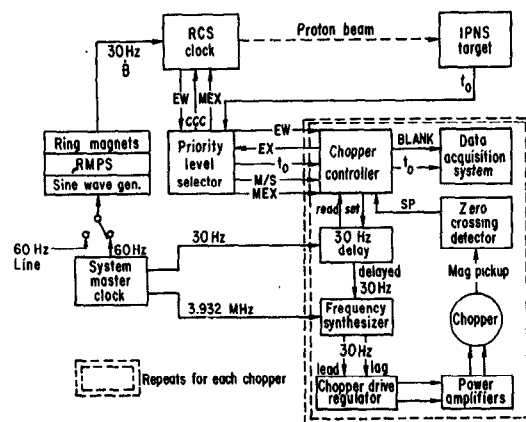 30Hz
Ḃ
RCS
clock
Proton beam
IPNS
target
EW
CCC
MEX
t₀
Ring magnets
RMPS
Sine wave gen.
Priority
level
selector
EW
EX
t₀
M/S
MEX
Chopper
controller
BLANK
t₀
Data
acquisition
system
60 Hz
Line
60Hz
System
master
clock
30 Hz
3.932 MHz
read
set
SP
30 Hz
delay
delayed
30Hz
Zero
crossing
detector
Mag pickup
Chopper
Frequency
synthesizer
30Hz
lead
lag
Chopper drive
regulator
Power
amplifiers
Repeats for each chopper